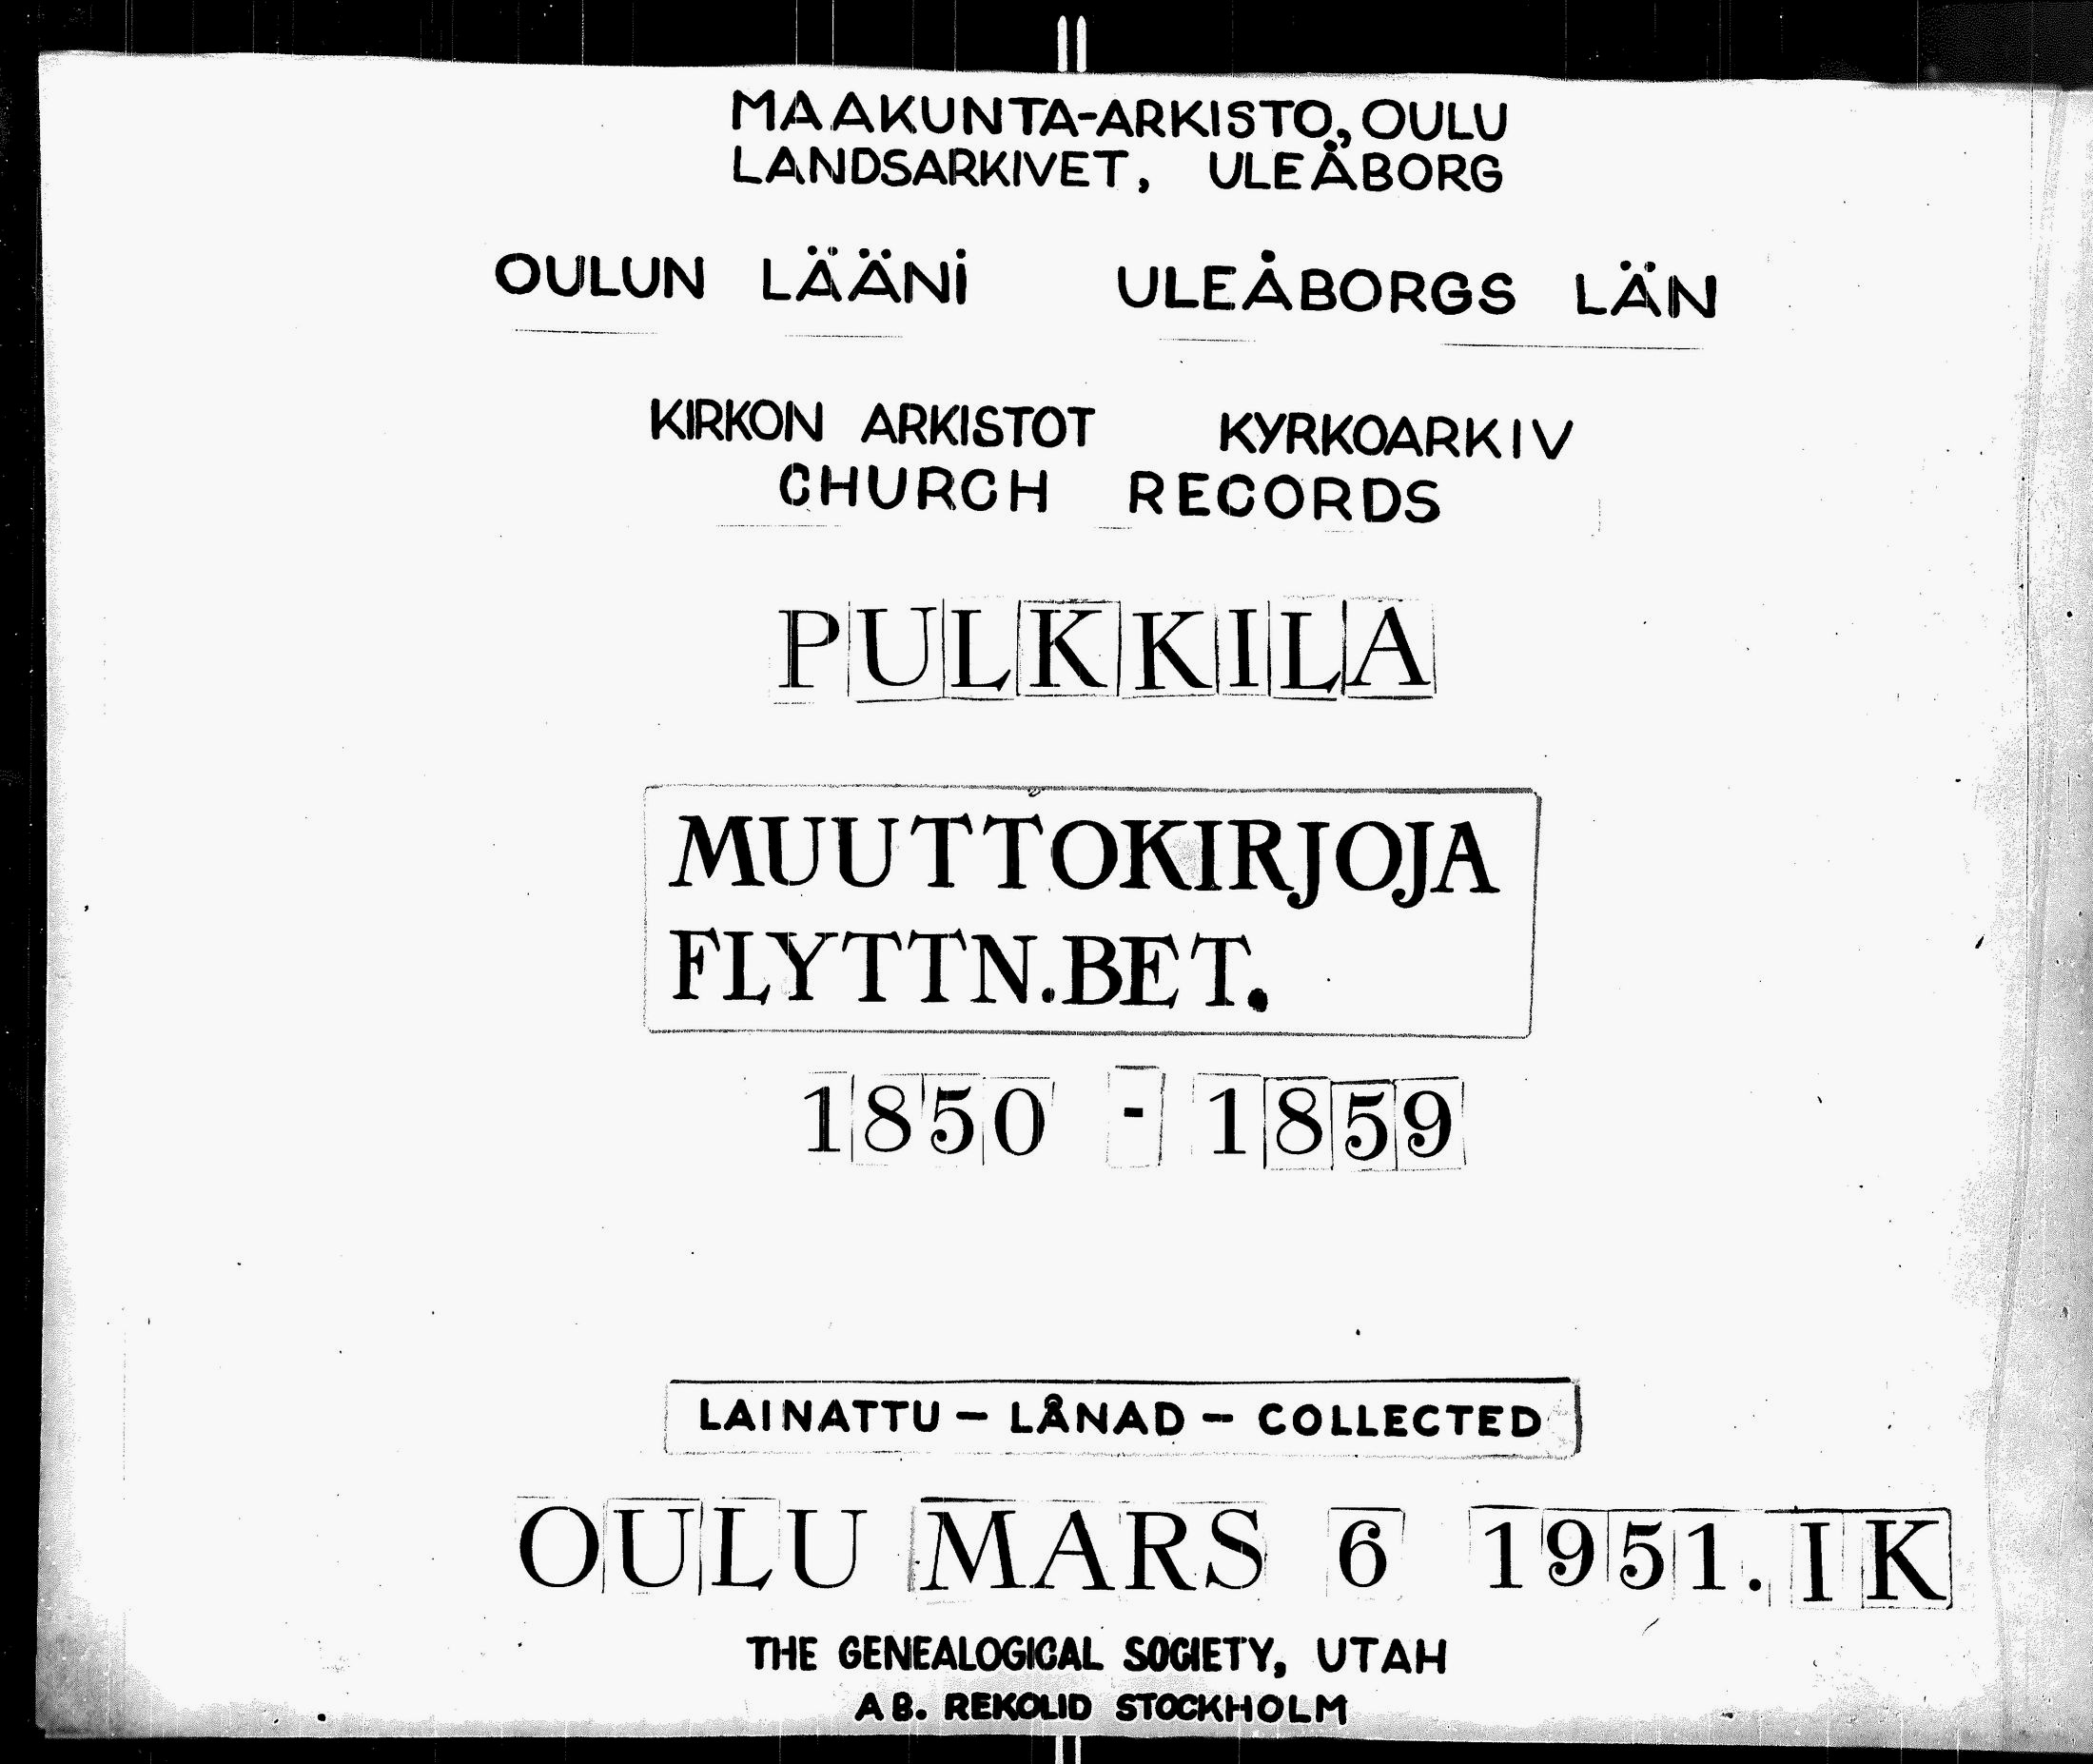 MAAKUNTA-ARKISTO, OULU
LANDSARKIVET, ULEÅBORG
OULUN LÄÄNI ULEÅBORGS LÄN
KIRKON ARKISTOT KYRKOARKIV
CHURCH RECORDS
PULKKILA
MUUTTOKIRJOJA
FLYTTN.BET.
1850 - 1859
LAINATTU - LÅNAD - COLLECTED
OULU MARS 6 1951. IK
THE GENEALOGICAL SOCIETY, UTAH
AB. REKOLID STOCKHOLM